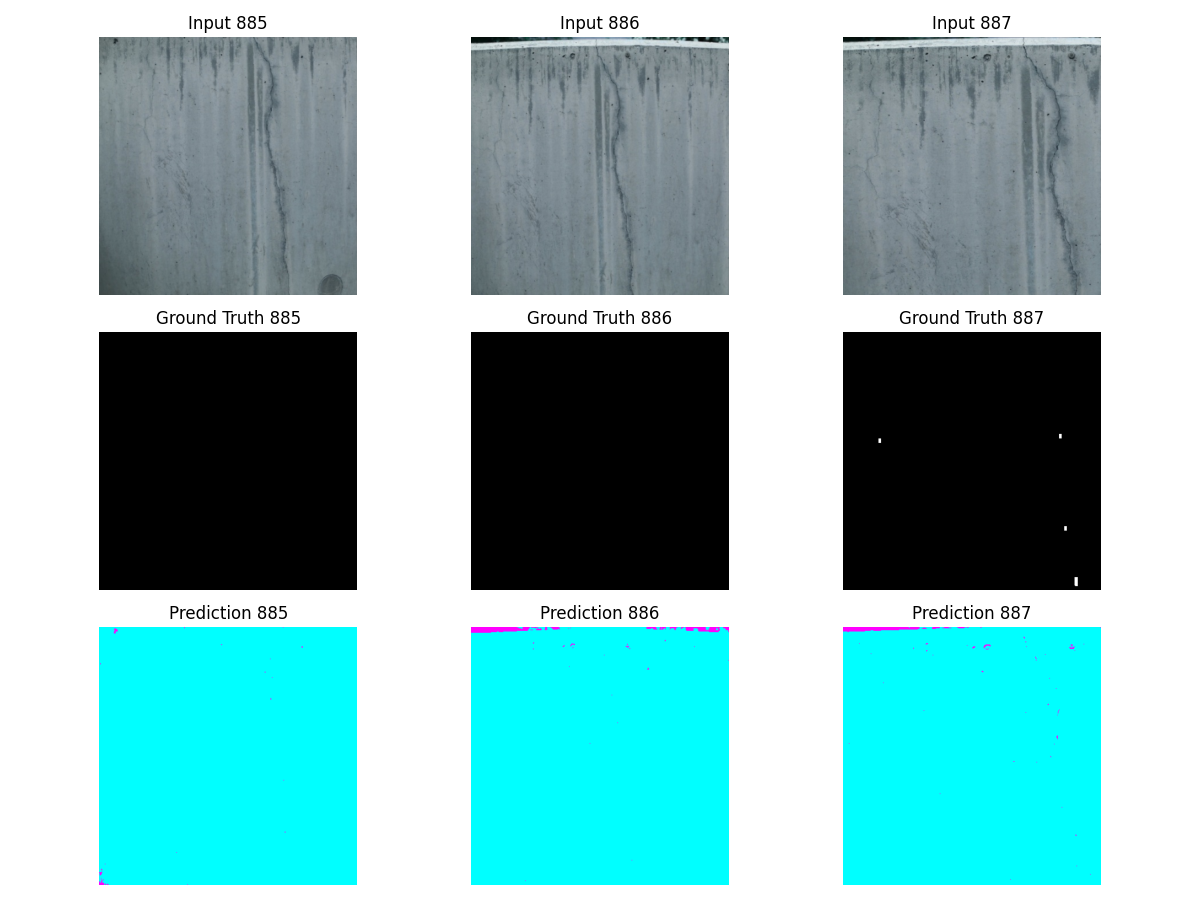 Input 885
Input 886
Input 887
Ground Truth 885
Ground Truth 886
Ground Truth 887
Prediction 885
Prediction 886
Prediction 887